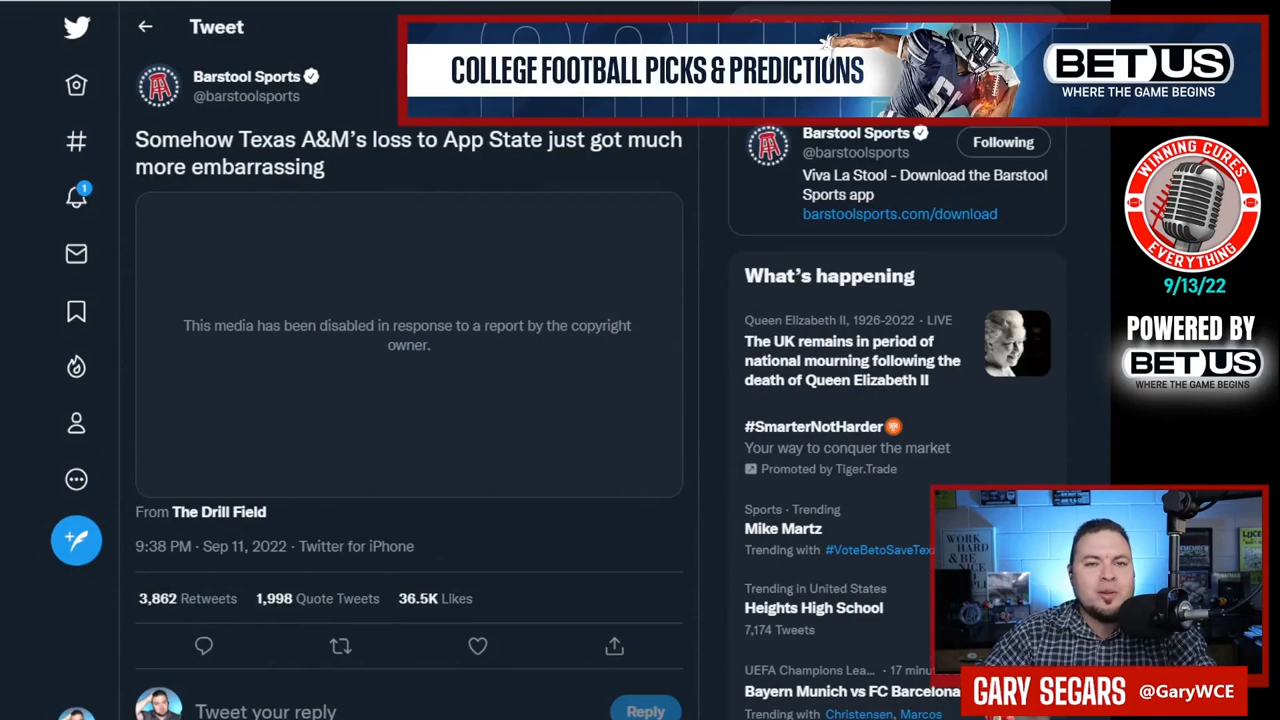 Tweet
COLLEGE FOOTBALL PICKS & PREDICTIONS
BETUS
WHERE THE GAME BEGINS
Barstool Sports
@barstoolsports
Somehow Texas A&M's loss to App State just got much
more embarrassing
This media has been disabled in response to a report by the copyright
owner.
From The Drill Field
9:38 PM · Sep 11, 2022 · Twitter for iPhone
3,862 Retweets 1,998 Quote Tweets 36.5K Likes
Tweet your reply
Reply
1
Barstool Sports
@barstoolsports
Following
Viva La Stool - Download the Barstool
Sports app
barstoolsports.com/download
What's happening
Queen Elizabeth II, 1926-2022 · LIVE
The UK remains in period of
national mourning following the
death of Queen Elizabeth II
#SmarterNotHarder
Your way to conquer the market
Promoted by Tiger.Trade
Sports · Trending
Mike Martz
Trending with #VoteBetoSaveTex
Trending in United States
Heights High School
7,174 Tweets
UEFA Champions Lea... · 17 minu
Bayern Munich vs FC Barcelona
Trending with Christensen, Marcos
WINNING CURES
EVERYTHING
9/13/22
POWERED BY
BETUS
WHERE THE GAME BEGINS
WORK
HARD &
BE NICE
GARY SEGARS @GaryWCE